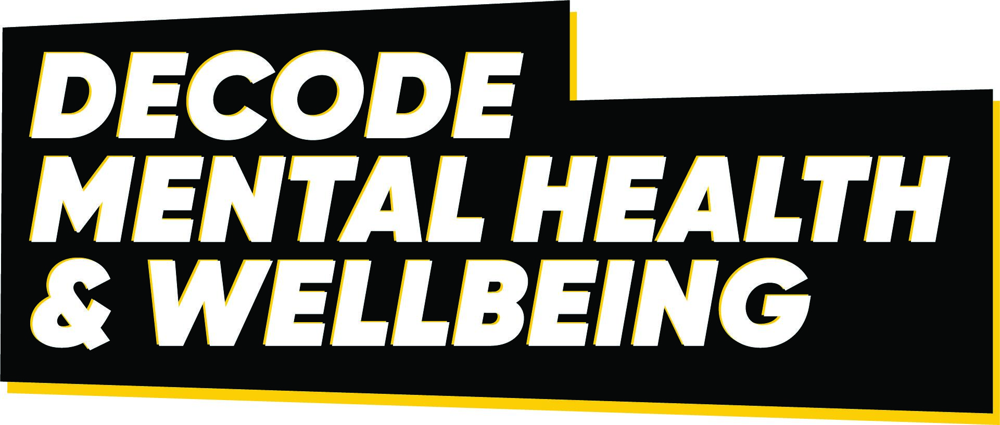 DECODE
MENTAL HEALTH
& WELLBEING